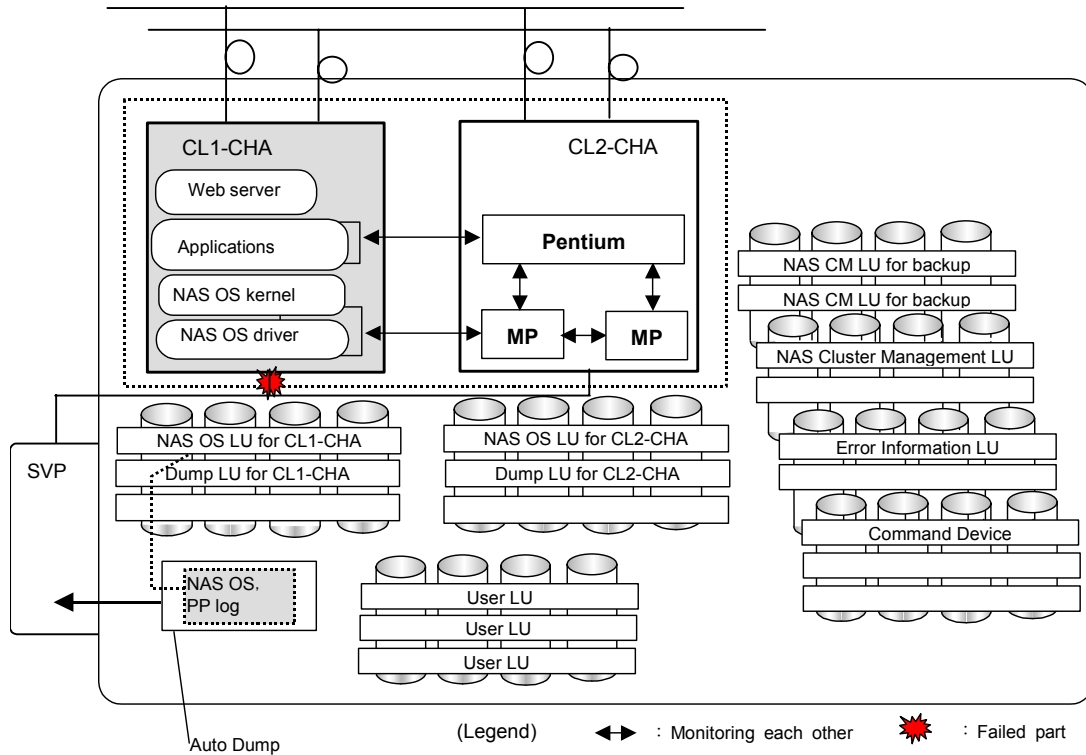 CL1-CHA
Web server
Applications
NAS OS kernel
NAS OS driver
CL2-CHA
Pentium
MP
MP
NAS CM LU for backup
NAS CM LU for backup
NAS Cluster Management LU
Error Information LU
Command Device
NAS OS LU for CL1-CHA
Dump LU for CL1-CHA
NAS OS LU for CL2-CHA
Dump LU for CL2-CHA
SVP
NAS OS,
PP log
User LU
User LU
User LU
Auto Dump
(Legend)
: Monitoring each other
: Failed part